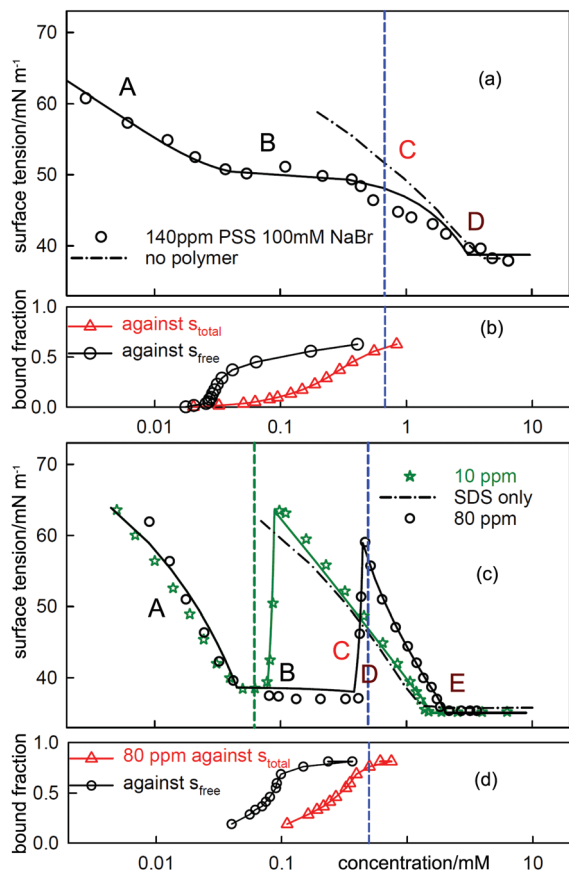 70
60
50
40
surface tension/mN m⁻¹
A
B
C
D
(a)
140ppm PSS 100mM NaBr
no polymer
1.0
0.5
0.0
bound fraction
against s_total
against s_free
(b)
0.01
0.1
1
10
70
60
50
40
surface tension/mN m⁻¹
10 ppm
SDS only
80 ppm
(c)
A
B
C
D
E
1.0
0.5
0.0
bound fraction
80 ppm against s_total
against s_free
(d)
0.01
0.1
concentration/mM
1
10